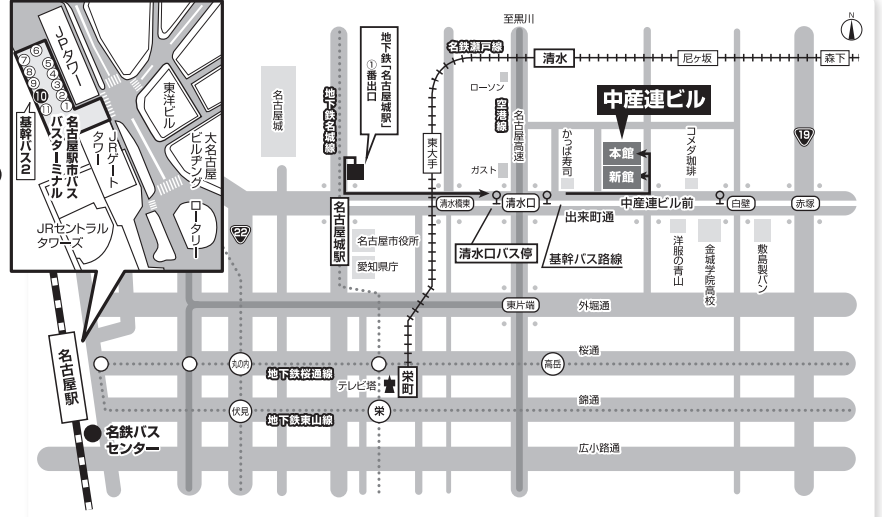 JPタワー
⑥
⑦
⑧
⑨
⑩
⑪
⑤
④
③
②
①
基幹バス2
名古屋駅市バス
バスターミナル
JRゲート
タワー
JRセントラル
タワーズ
東洋ビル
大名古屋
ビルヂング
ロータリー
名古屋城
地下鉄名城線
地下鉄「名古屋城駅」
①番出口
至黒川
名鉄瀬戸線
清水
尼ヶ坂
森下
N
ローソン
空港線
名古屋高速
東大手
ガスト
かっぱ寿司
中産連ビル
本館
新館
コメダ珈琲
19
22
清水橋東
清水口
出来町通
中産連ビル前
白壁
赤塚
名古屋城駅
名古屋市役所
愛知県庁
清水口バス停
基幹バス路線
洋服の青山
金城学院高校
敷島製パン
東片端
外堀通
名古屋駅
丸の内
地下鉄桜通線
高岳
桜通
テレビ塔
栄町
伏見
地下鉄東山線
栄
錦通
名鉄バス
センター
広小路通